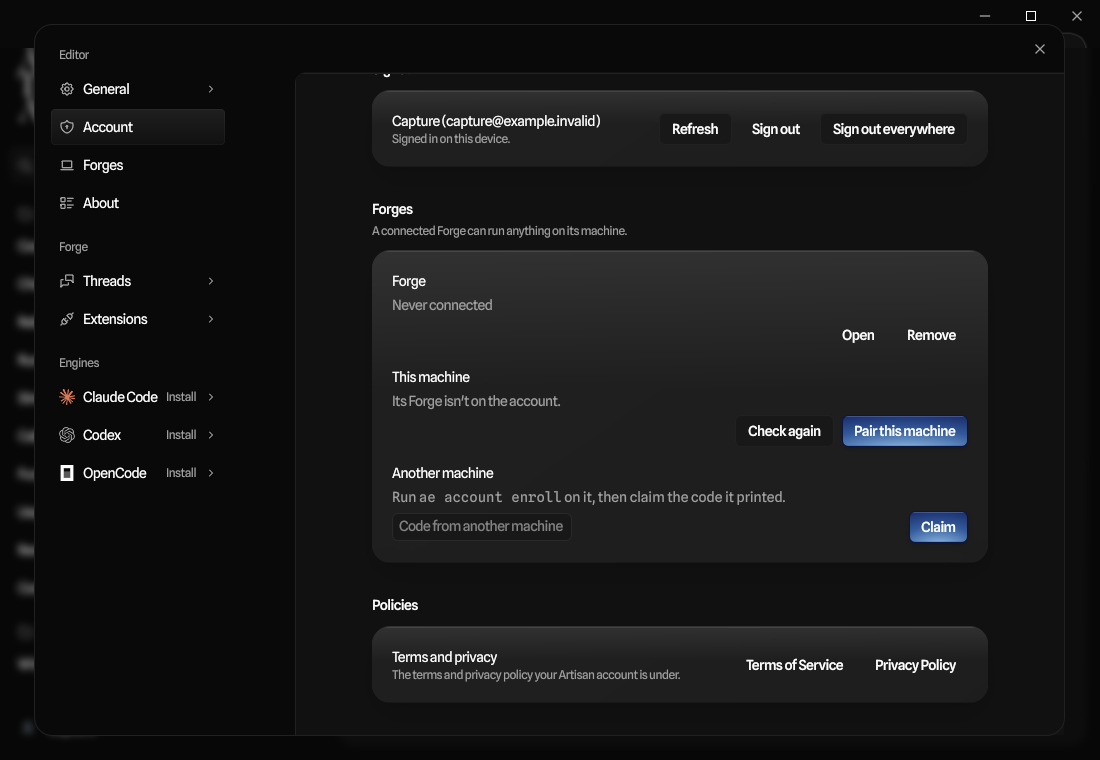 Editor
General
Account
Forges
About
Forge
Threads
Extensions
Engines
Claude Code Install
Codex Install
OpenCode Install
Capture (capture@example.invalid)
Signed in on this device.
Refresh
Sign out
Sign out everywhere
Forges
A connected Forge can run anything on its machine.
Forge
Never connected
Open
Remove
This machine
Its Forge isn't on the account.
Check again
Pair this machine
Another machine
Run ae account enroll on it, then claim the code it printed.
Code from another machine
Claim
Policies
Terms and privacy
The terms and privacy policy your Artisan account is under.
Terms of Service
Privacy Policy